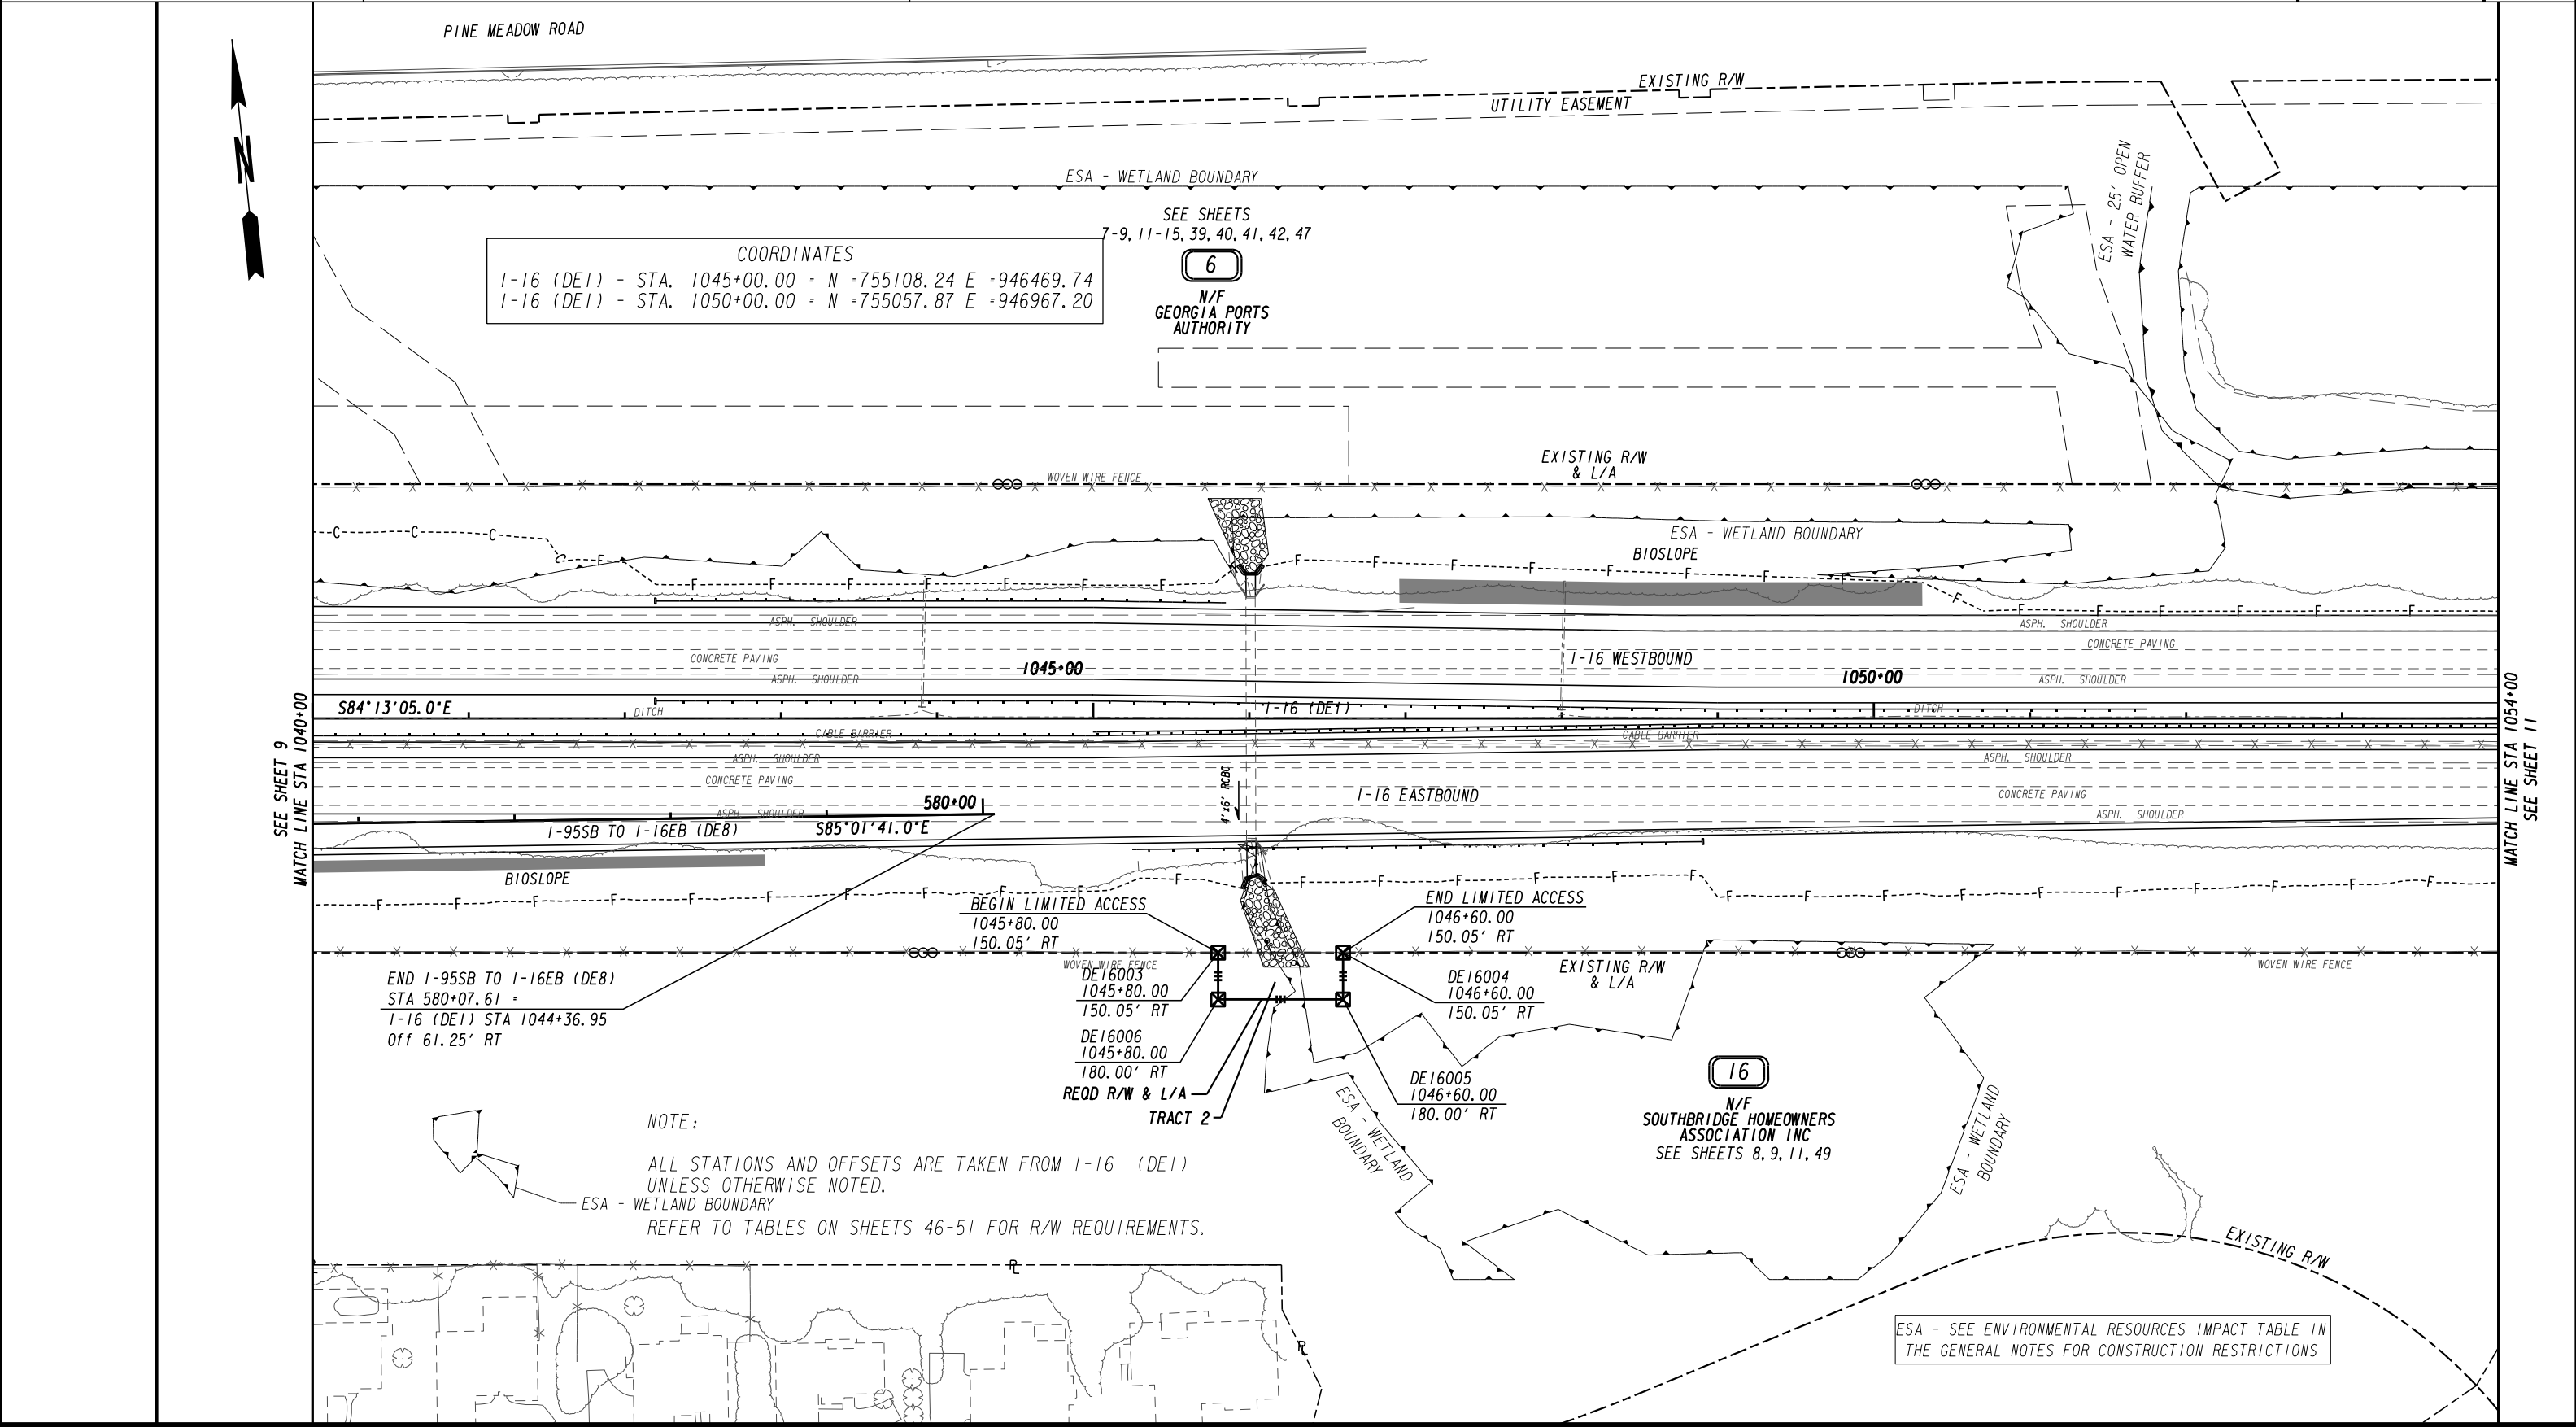 PINE MEADOW ROAD
EXISTING R/W
UTILITY EASEMENT
ESA - WETLAND BOUNDARY
ESA - 25' OPEN
WATER BUFFER
N
SEE SHEETS
7-9, 11-15, 39, 40, 41, 42, 47
6
N/F
GEORGIA PORTS
AUTHORITY
COORDINATES
I-16 (DE1) - STA. 1045+00.00 = N =755108.24 E =946469.74
I-16 (DE1) - STA. 1050+00.00 = N =755057.87 E =946967.20
EXISTING R/W
& L/A
WOVEN WIRE FENCE
C C C C F
ESA - WETLAND BOUNDARY
BIOSLOPE
F F F F F F F F
F F F F F F F
F F F F F F F
ASPH. SHOULDER
ASPH. SHOULDER
CONCRETE PAVING
CONCRETE PAVING
I-16 WESTBOUND
1045+00
1050+00
ASPH. SHOULDER
ASPH. SHOULDER
S84°13'05.0"E
DITCH
I-16 (DE1)
DITCH
CABLE BARRIER
CABLE BARRIER
ASPH. SHOULDER
ASPH. SHOULDER
SEE SHEET 9
MATCH LINE STA 1040+00
MATCH LINE STA 1054+00
SEE SHEET 11
CONCRETE PAVING
4'x6' RCBC
I-16 EASTBOUND
CONCRETE PAVING
580+00
ASPH. SHOULDER
ASPH. SHOULDER
I-95SB TO I-16EB (DE8)
S85°01'41.0"E
BIOSLOPE
F F F F F F F F F F F
F F F F F F
F F F F F F F F F F
BEGIN LIMITED ACCESS
1045+80.00
150.05' RT
END LIMITED ACCESS
1046+60.00
150.05' RT
WOVEN WIRE FENCE
WOVEN WIRE FENCE
EXISTING R/W
& L/A
DE16003
1045+80.00
150.05' RT
DE16004
1046+60.00
150.05' RT
END I-95SB TO I-16EB (DE8)
STA 580+07.61 =
I-16 (DE1) STA 1044+36.95
Off 61.25' RT
DE16006
1045+80.00
180.00' RT
DE16005
1046+60.00
180.00' RT
REQD R/W & L/A
TRACT 2
16
N/F
SOUTHBRIDGE HOMEOWNERS
ASSOCIATION INC
SEE SHEETS 8, 9, 11, 49
ESA - WETLAND
BOUNDARY
ESA - WETLAND
BOUNDARY
NOTE:
ALL STATIONS AND OFFSETS ARE TAKEN FROM I-16 (DE1)
UNLESS OTHERWISE NOTED.
ESA - WETLAND BOUNDARY
REFER TO TABLES ON SHEETS 46-51 FOR R/W REQUIREMENTS.
EXISTING R/W
PL
PL
ESA - SEE ENVIRONMENTAL RESOURCES IMPACT TABLE IN
THE GENERAL NOTES FOR CONSTRUCTION RESTRICTIONS